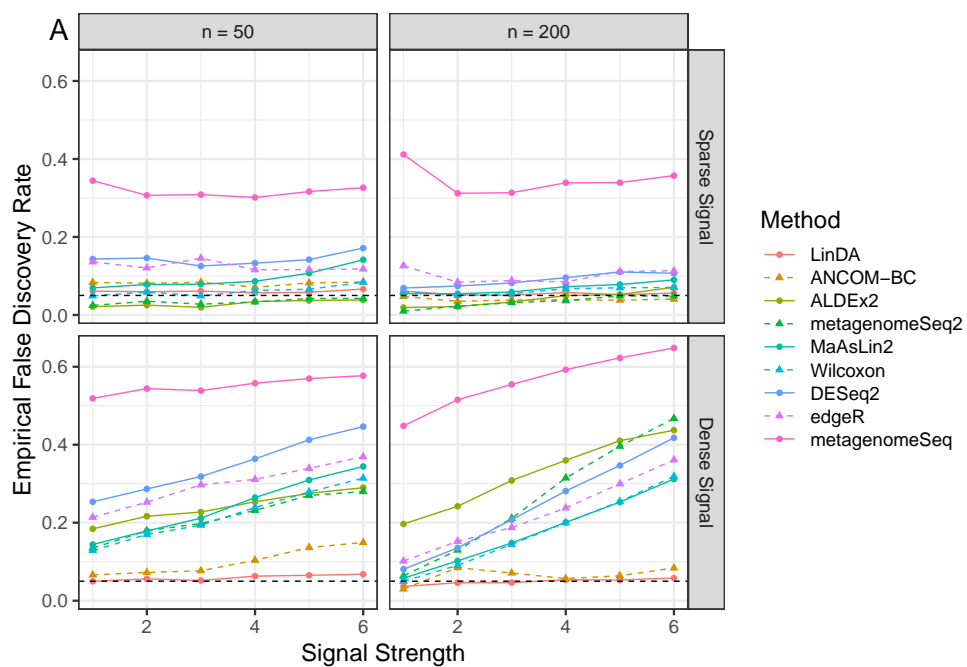 A
n = 50
n = 200
Empirical False Discovery Rate
0.6
0.4
0.2
0.0
Sparse Signal
0.6
0.4
0.2
0.0
Dense Signal
2
4
6
2
4
6
Signal Strength
Method
LinDA
ANCOM−BC
ALDEx2
metagenomeSeq2
MaAsLin2
Wilcoxon
DESeq2
edgeR
metagenomeSeq